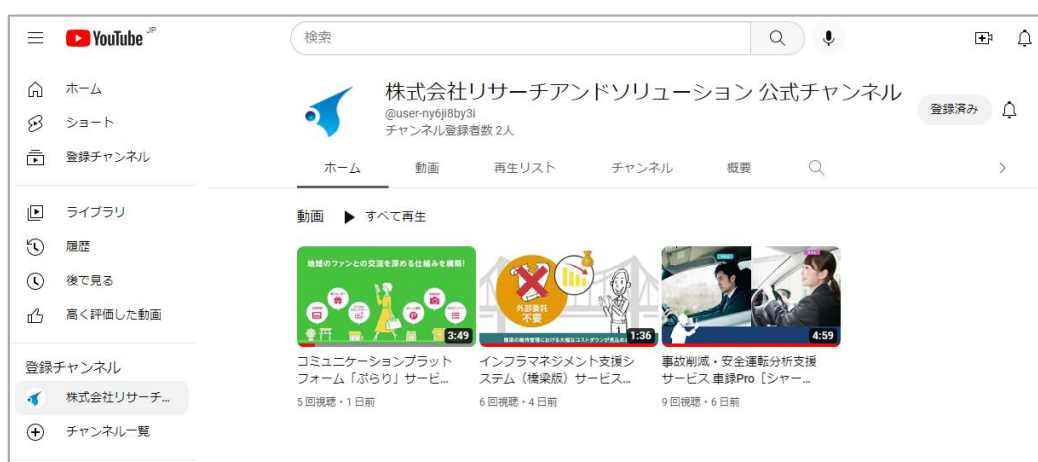 YouTube JP
検索
ホーム
ショート
登録チャンネル
ライブラリ
履歴
後で見る
高く評価した動画
登録チャンネル
株式会社リサーチ...
チャンネル一覧
株式会社リサーチアンドソリューション 公式チャンネル
@user-ny6ji8by3i
チャンネル登録者数 2人
登録済み
ホーム 動画 再生リスト チャンネル 概要
動画 ▶ すべて再生
地域のファンとの交流を深める仕組みを構築!
3:49
コミュニケーションプラット
フォーム「ぶらり」サービ...
5 回視聴・1 日前
外部委託
不要
1:36
インフラマネジメント支援シ
ステム（橋梁版）サービス...
6 回視聴・4 日前
4:59
事故削減・安全運転分析支援
サービス 車録Pro［シャー...
9 回視聴・6 日前